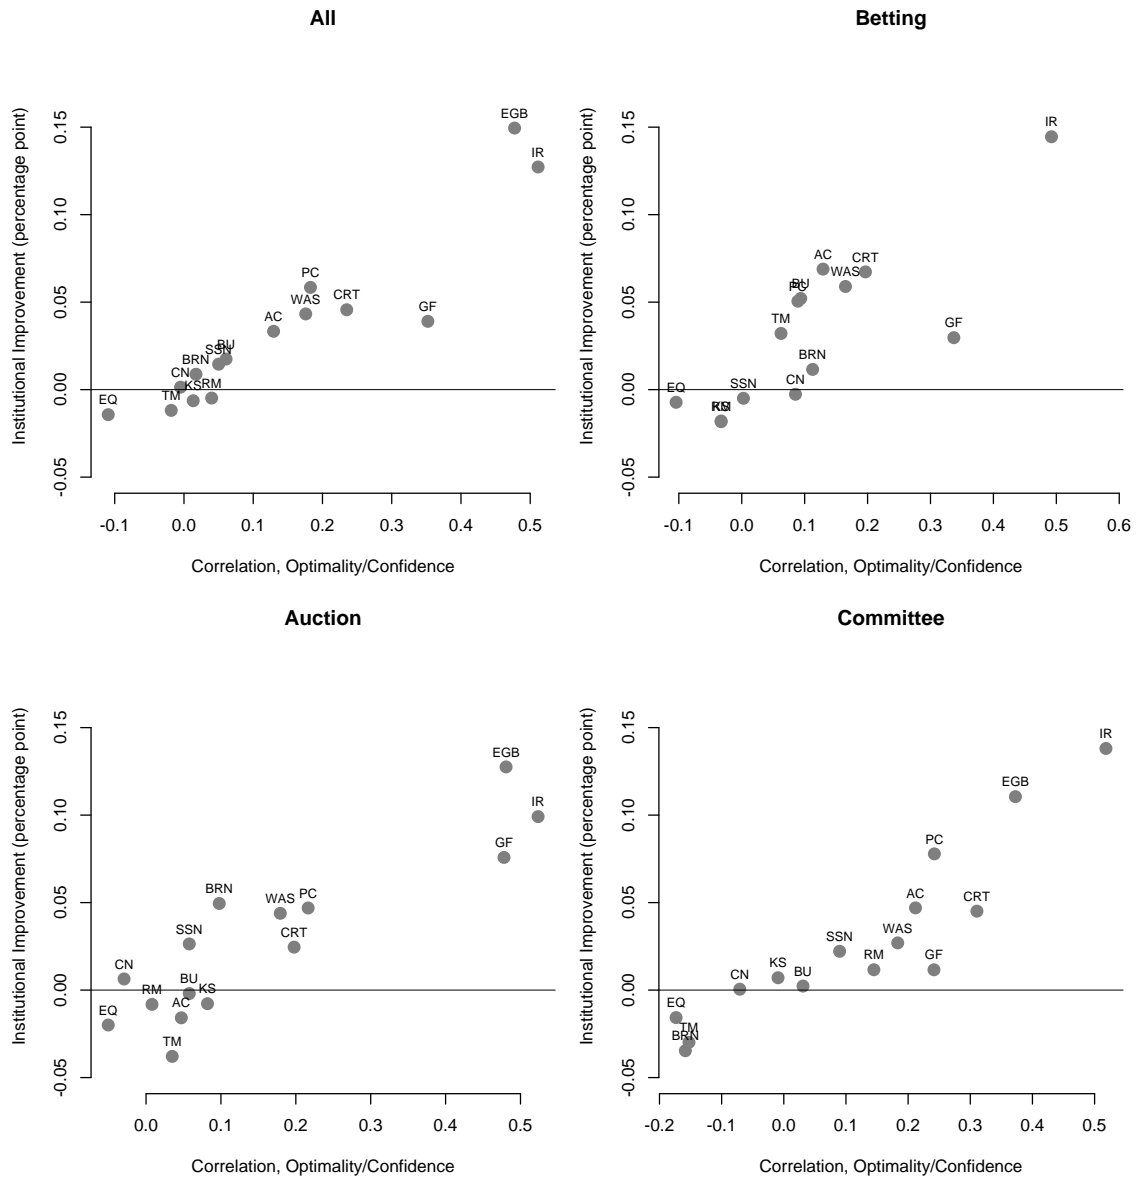 All
Institutional Improvement (percentage point)
0.15
0.10
0.05
0.00
-0.05
EGB
IR
PC
WAS
CRT
GF
AC
BU
SSN
BRN
CN
KS
RM
TM
EQ
-0.1 0.0 0.1 0.2 0.3 0.4 0.5
Correlation, Optimality/Confidence
Betting
Institutional Improvement (percentage point)
0.15
0.10
0.05
0.00
-0.05
IR
AC
CRT
WAS
BU
PC
TM
GF
BRN
EQ
SSN
CN
KS
RM
-0.1 0.0 0.1 0.2 0.3 0.4 0.5 0.6
Correlation, Optimality/Confidence
Auction
Institutional Improvement (percentage point)
0.15
0.10
0.05
0.00
-0.05
EGB
IR
GF
BRN
WAS PC
CRT
SSN
CN
BU
RM
KS
AC
EQ
TM
0.0 0.1 0.2 0.3 0.4 0.5
Correlation, Optimality/Confidence
Committee
Institutional Improvement (percentage point)
0.15
0.10
0.05
0.00
-0.05
IR
EGB
PC
AC
CRT
WAS
SSN
RM
GF
KS
BU
CN
EQ
TM
BRN
-0.2 -0.1 0.0 0.1 0.2 0.3 0.4 0.5
Correlation, Optimality/Confidence